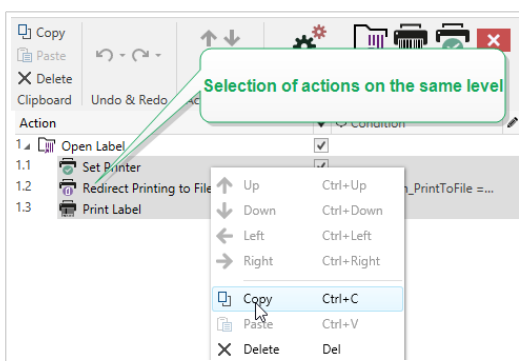 Copy
Paste
Delete
Clipboard
Undo & Redo
Selection of actions on the same level
Action
Condition
1 Open Label
1.1 Set Printer
1.2 Redirect Printing to File
n_PrintToFile =...
1.3 Print Label
Up Ctrl+Up
Down Ctrl+Down
Left Ctrl+Left
Right Ctrl+Right
Copy Ctrl+C
Paste Ctrl+V
Delete Del